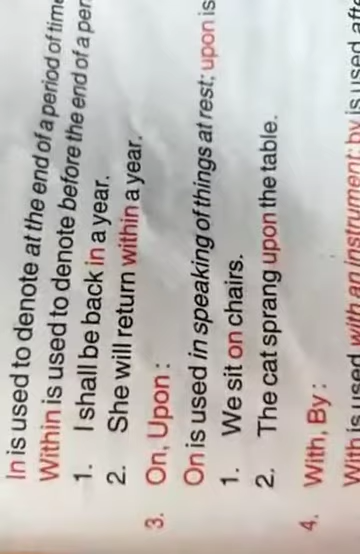 In is used to denote at the end of a period of time
Within is used to denote before the end of a per
1. I shall be back in a year.
2. She will return within a year.
3. On, Upon :
On is used in speaking of things at rest; upon is
1. We sit on chairs.
2. The cat sprang upon the table.
4. With, By :
With is used with an instrument; by is used afte